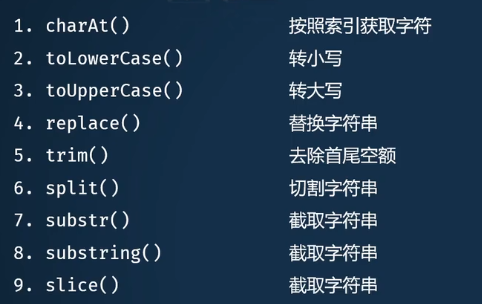 1. charAt() 按照索引获取字符
2. toLowerCase() 转小写
3. toUpperCase() 转大写
4. replace() 替换字符串
5. trim() 去除首尾空额
6. split() 切割字符串
7. substr() 截取字符串
8. substring() 截取字符串
9. slice() 截取字符串